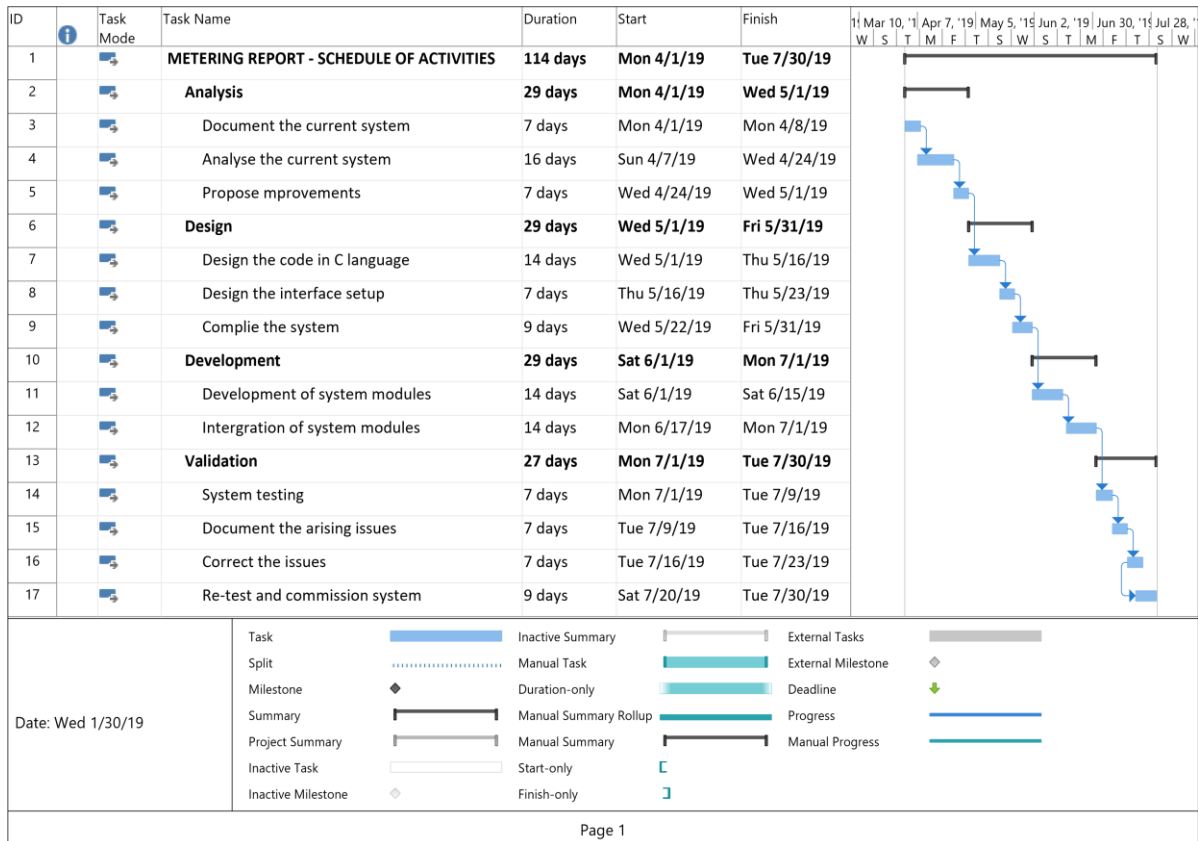 ID Task Mode Task Name Duration Start Finish 19 Mar 10, '1 Apr 7, '19 May 5, '19 Jun 2, '19 Jun 30, '19 Jul 28, '
W S T M F T S W S T M F T S W
1 METERING REPORT - SCHEDULE OF ACTIVITIES 114 days Mon 4/1/19 Tue 7/30/19
2 Analysis 29 days Mon 4/1/19 Wed 5/1/19
3 Document the current system 7 days Mon 4/1/19 Mon 4/8/19
4 Analyse the current system 16 days Sun 4/7/19 Wed 4/24/19
5 Propose mprovements 7 days Wed 4/24/19 Wed 5/1/19
6 Design 29 days Wed 5/1/19 Fri 5/31/19
7 Design the code in C language 14 days Wed 5/1/19 Thu 5/16/19
8 Design the interface setup 7 days Thu 5/16/19 Thu 5/23/19
9 Complie the system 9 days Wed 5/22/19 Fri 5/31/19
10 Development 29 days Sat 6/1/19 Mon 7/1/19
11 Development of system modules 14 days Sat 6/1/19 Sat 6/15/19
12 Intergration of system modules 14 days Mon 6/17/19 Mon 7/1/19
13 Validation 27 days Mon 7/1/19 Tue 7/30/19
14 System testing 7 days Mon 7/1/19 Tue 7/9/19
15 Document the arising issues 7 days Tue 7/9/19 Tue 7/16/19
16 Correct the issues 7 days Tue 7/16/19 Tue 7/23/19
17 Re-test and commission system 9 days Sat 7/20/19 Tue 7/30/19
Date: Wed 1/30/19
Task Inactive Summary External Tasks
Split Manual Task External Milestone
Milestone Duration-only Deadline
Summary Manual Summary Rollup Progress
Project Summary Manual Summary Manual Progress
Inactive Task Start-only
Inactive Milestone Finish-only
Page 1